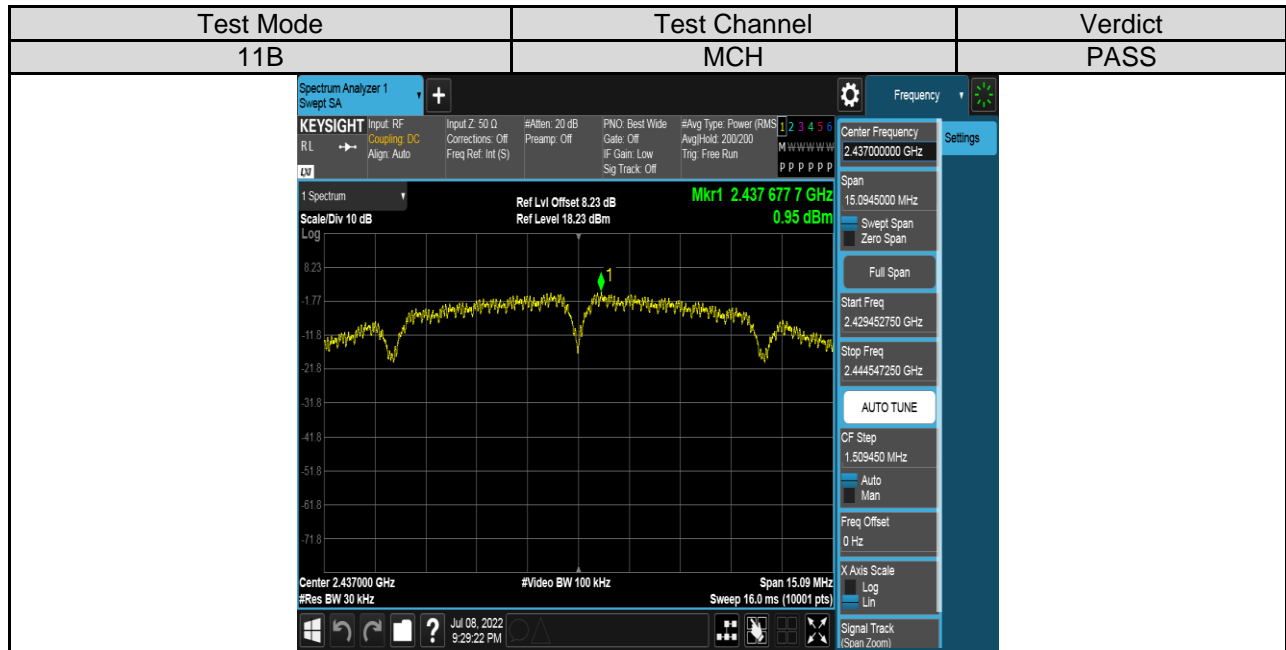 Test Mode Test Channel Verdict
11B MCH PASS
Spectrum Analyzer 1
Swept SA
+
Frequency
KEYSIGHT
RL
LXI
Input: RF
Coupling: DC
Align: Auto
Input Z: 50 Ω
Corrections: Off
Freq Ref: Int (S)
#Atten: 20 dB
Preamp: Off
PNO: Best Wide
Gate: Off
IF Gain: Low
Sig Track: Off
#Avg Type: Power (RMS
Avg|Hold: 200/200
Trig: Free Run
1 2 3 4 5 6
M W W W W W
P P P P P P
1 Spectrum
Scale/Div 10 dB
Ref Lvl Offset 8.23 dB
Ref Level 18.23 dBm
Mkr1 2.437 677 7 GHz
0.95 dBm
Log
8.23
-1.77
-11.8
-21.8
-31.8
-41.8
-51.8
-61.8
-71.8
1
Center 2.437000 GHz
#Res BW 30 kHz
#Video BW 100 kHz
Span 15.09 MHz
Sweep 16.0 ms (10001 pts)
Center Frequency
2.437000000 GHz
Settings
Span
15.0945000 MHz
Swept Span
Zero Span
Full Span
Start Freq
2.429452750 GHz
Stop Freq
2.444547250 GHz
AUTO TUNE
CF Step
1.509450 MHz
Auto
Man
Freq Offset
0 Hz
X Axis Scale
Log
Lin
Signal Track
(Span Zoom)
?
Jul 08, 2022
9:29:22 PM